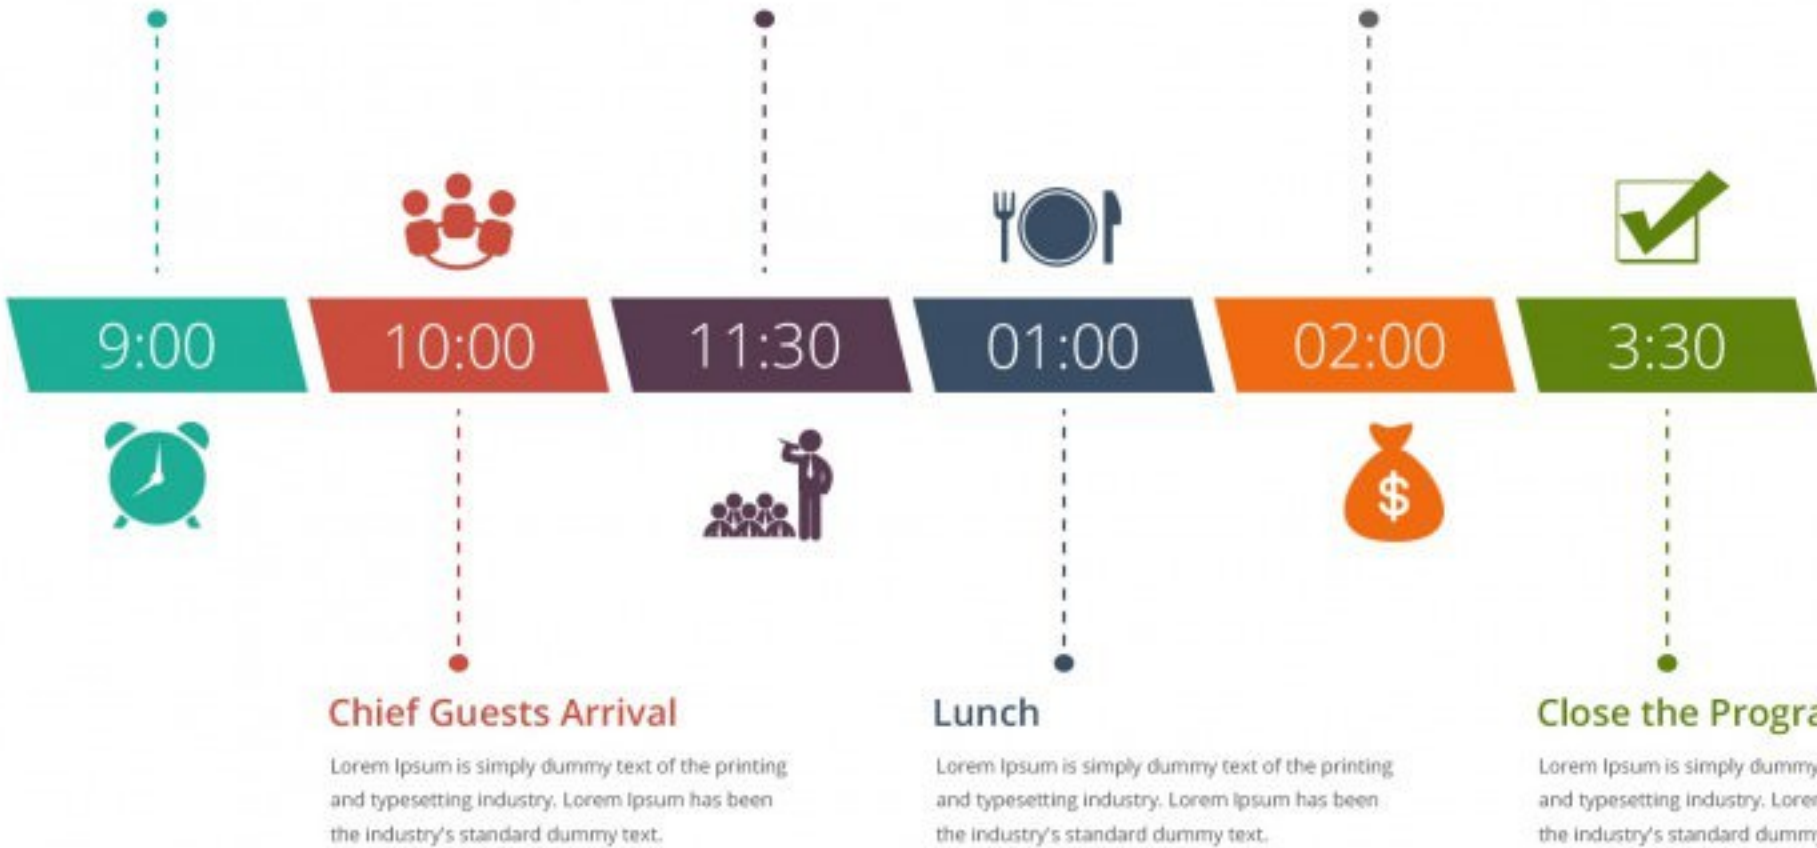 9:00
10:00
11:30
01:00
02:00
3:30
$
Chief Guests Arrival
Lorem Ipsum is simply dummy text of the printing
and typesetting industry. Lorem Ipsum has been
the industry's standard dummy text.
Lunch
Lorem Ipsum is simply dummy text of the printing
and typesetting industry. Lorem Ipsum has been
the industry's standard dummy text.
Close the Progra
Lorem Ipsum is simply dummy
and typesetting industry. Lorem
the industry's standard dummy